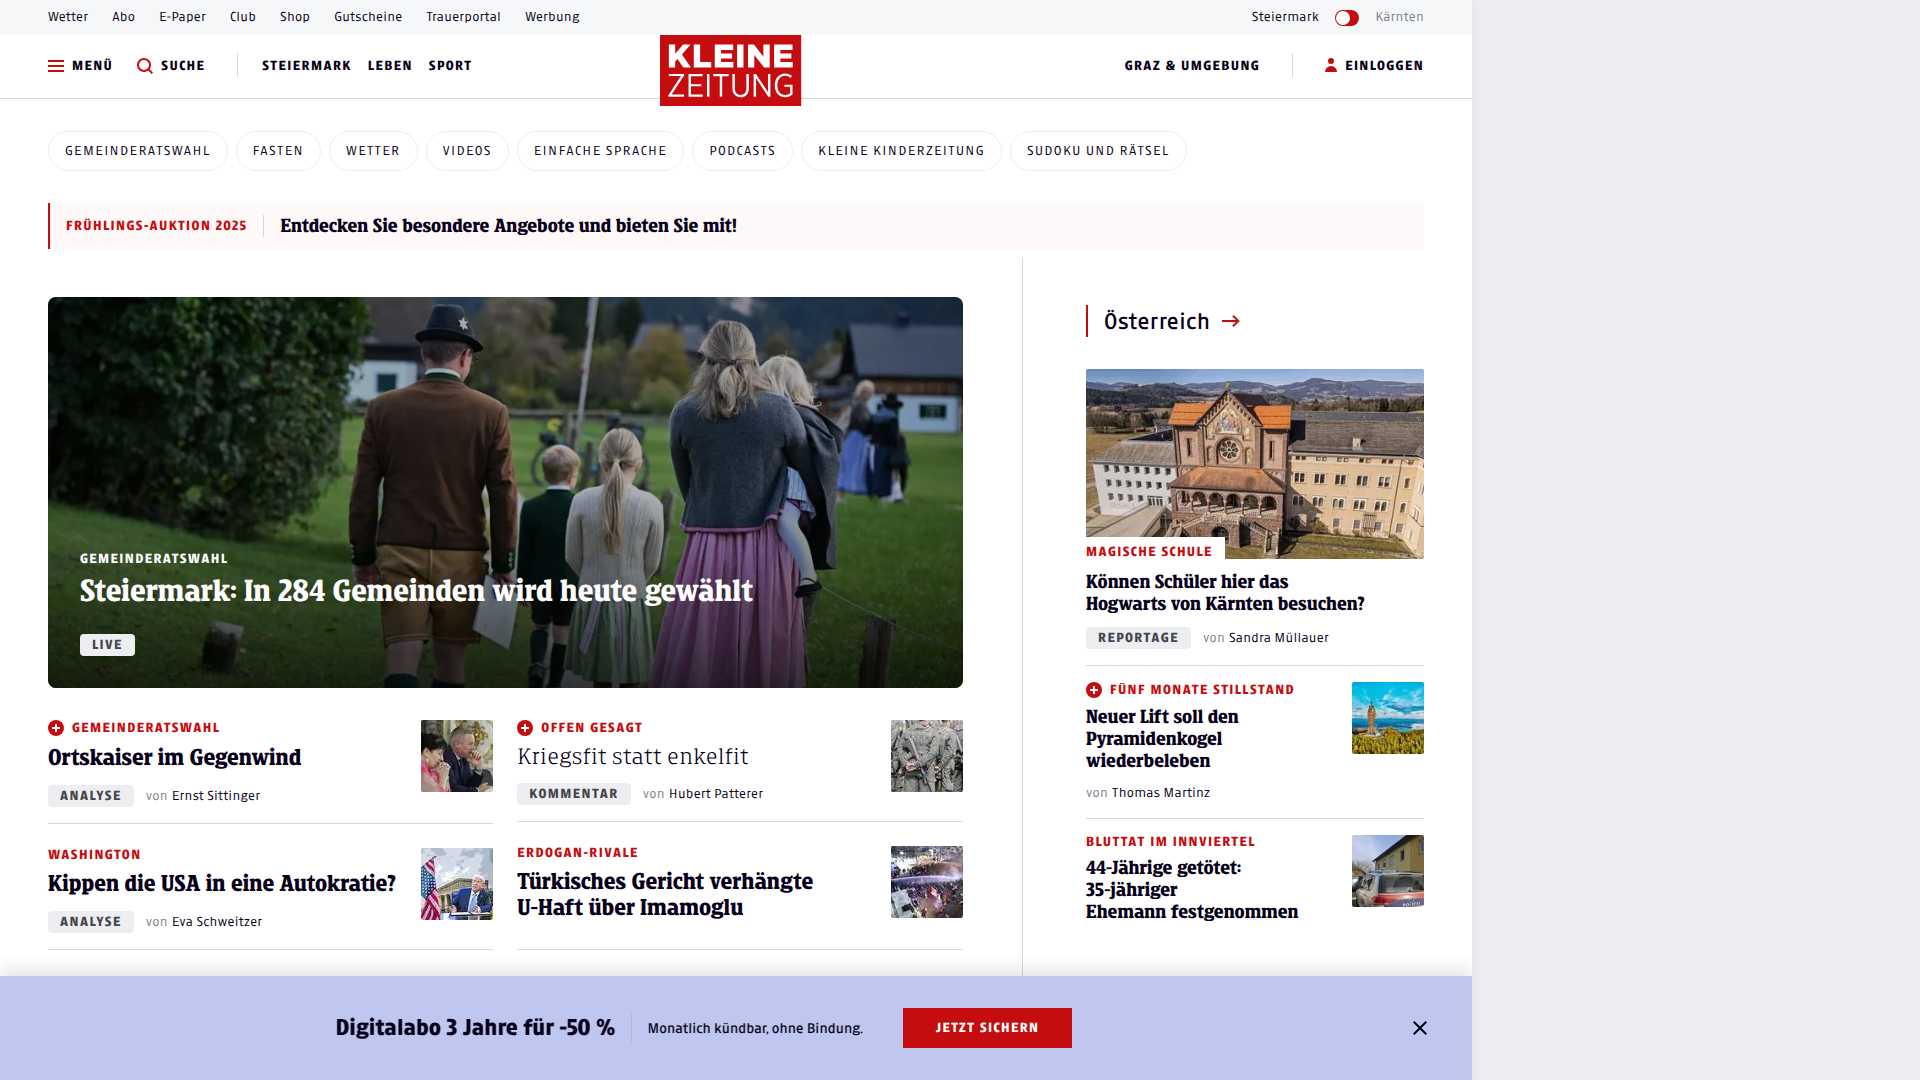 Wetter Abo E-Paper Club Shop Gutscheine Trauerportal Werbung Steiermark Kärnten
MENÜ SUCHE STEIERMARK LEBEN SPORT KLEINE ZEITUNG GRAZ & UMGEBUNG EINLOGGEN
GEMEINDERATSWAHL FASTEN WETTER VIDEOS EINFACHE SPRACHE PODCASTS KLEINE KINDERZEITUNG SUDOKU UND RÄTSEL
FRÜHLINGS-AUKTION 2025 Entdecken Sie besondere Angebote und bieten Sie mit!
GEMEINDERATSWAHL
Steiermark: In 284 Gemeinden wird heute gewählt
LIVE
GEMEINDERATSWAHL
Ortskaiser im Gegenwind
ANALYSE von Ernst Sittinger
OFFEN GESAGT
Kriegsfit statt enkelfit
KOMMENTAR von Hubert Patterer
WASHINGTON
Kippen die USA in eine Autokratie?
ANALYSE von Eva Schweitzer
ERDOGAN-RIVALE
Türkisches Gericht verhängte
U-Haft über Imamoglu
Österreich
MAGISCHE SCHULE
Können Schüler hier das
Hogwarts von Kärnten besuchen?
REPORTAGE von Sandra Müllauer
FÜNF MONATE STILLSTAND
Neuer Lift soll den
Pyramidenkogel
wiederbeleben
von Thomas Martinz
BLUTTAT IM INNVIERTEL
44-Jährige getötet:
35-jähriger
Ehemann festgenommen
Digitalabo 3 Jahre für -50 % Monatlich kündbar, ohne Bindung. JETZT SICHERN